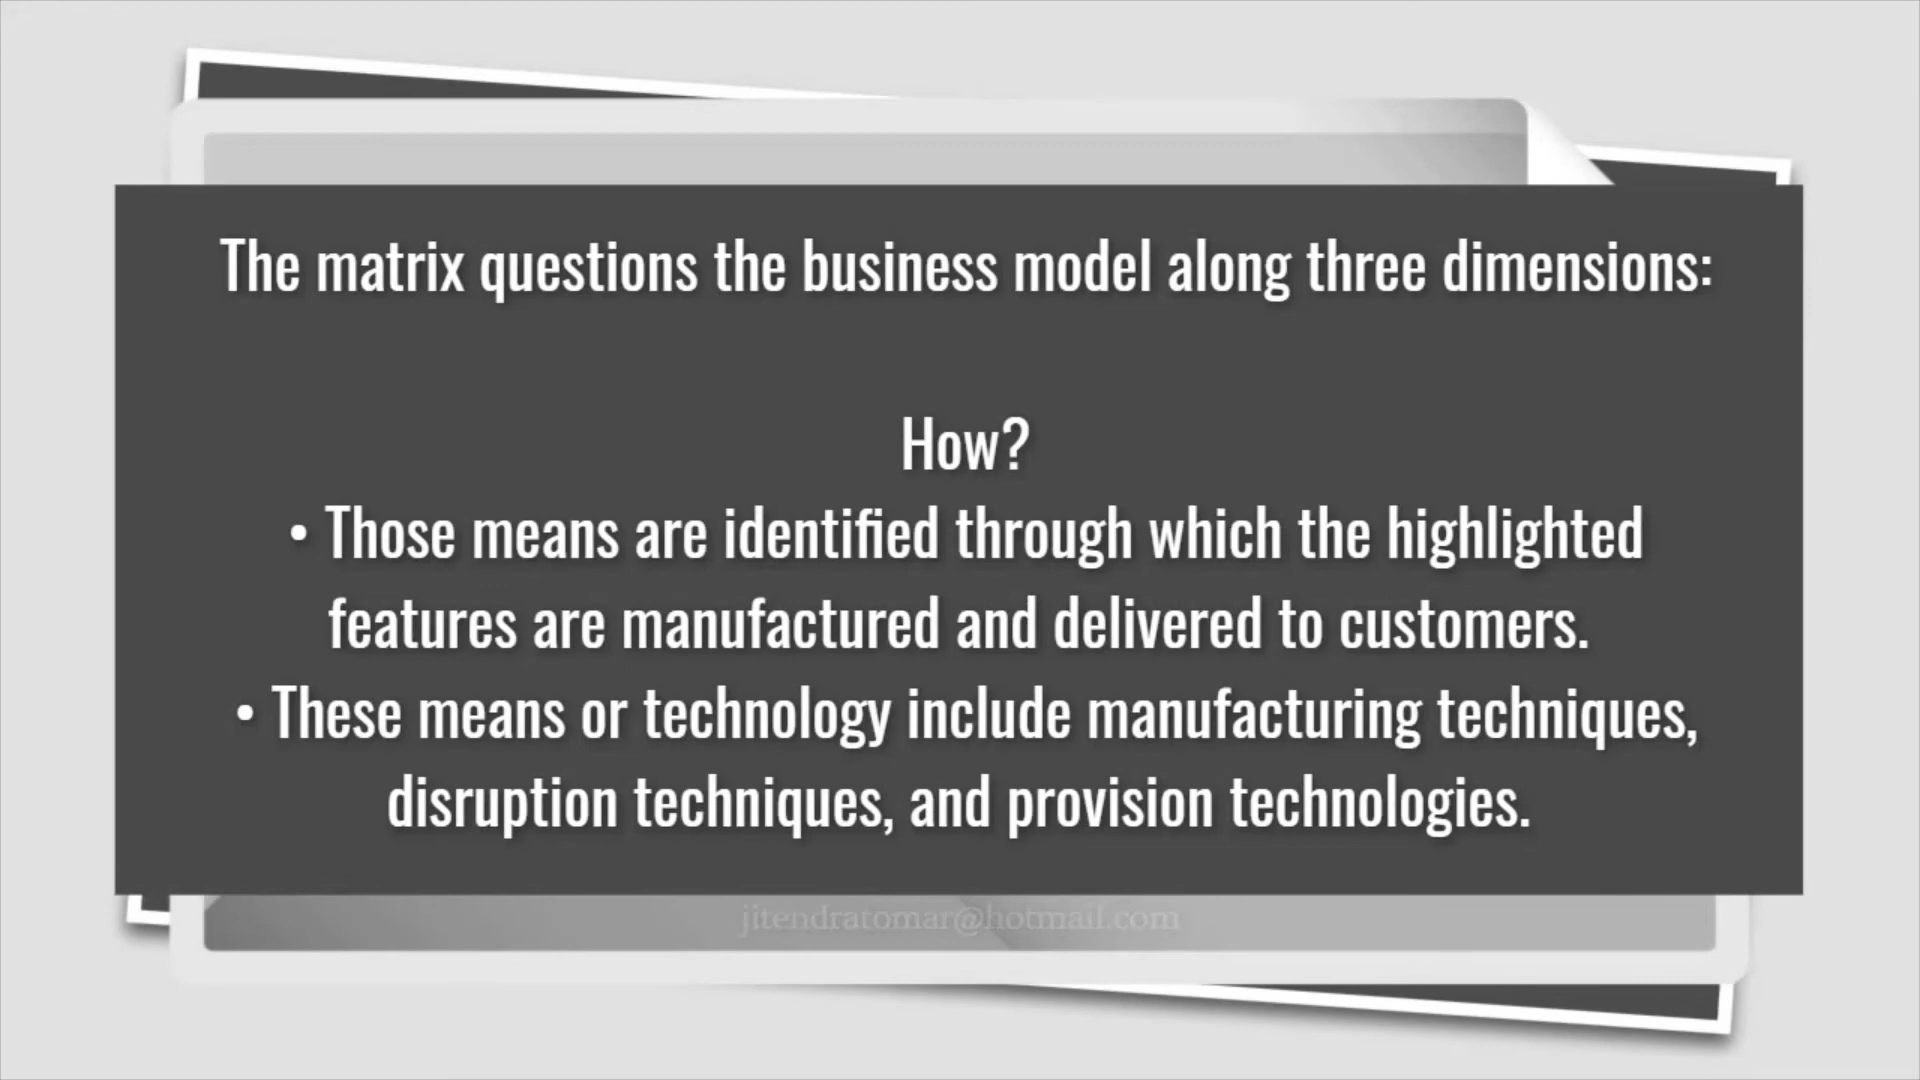 The matrix questions the business model along three dimensions:
How?
• Those means are identified through which the highlighted
features are manufactured and delivered to customers.
• These means or technology include manufacturing techniques,
disruption techniques, and provision technologies.
jitendratomar@hotmail.com